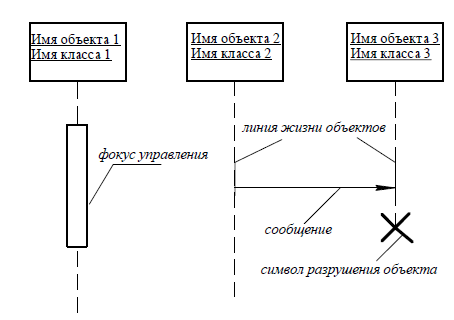 Имя объекта 1
Имя класса 1
Имя объекта 2
Имя класса 2
Имя объекта 3
Имя класса 3
линия жизни объектов
фокус управления
сообщение
символ разрушения объекта